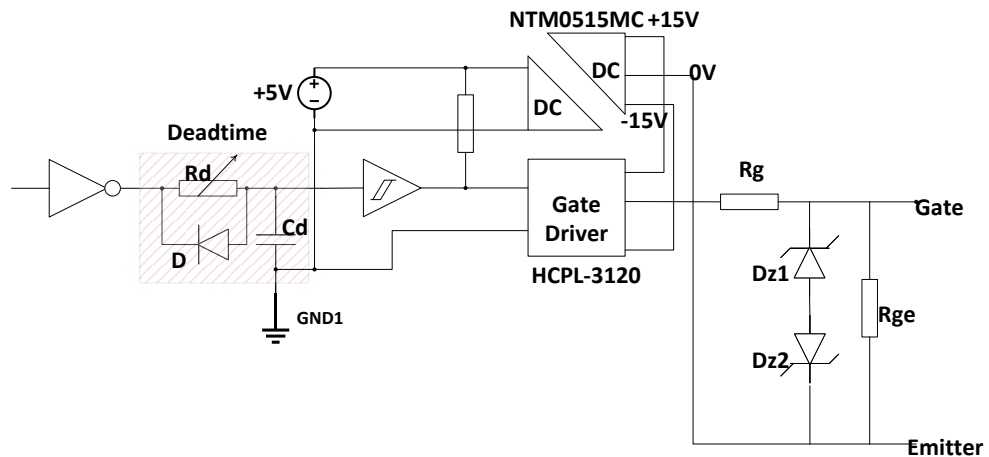 NTM0515MC +15V
DC
0V
+5V
DC
-15V
Deadtime
Rd
Rg
Gate
Driver
Gate
Cd
D
Dz1
HCPL-3120
GND1
Rge
Dz2
Emitter